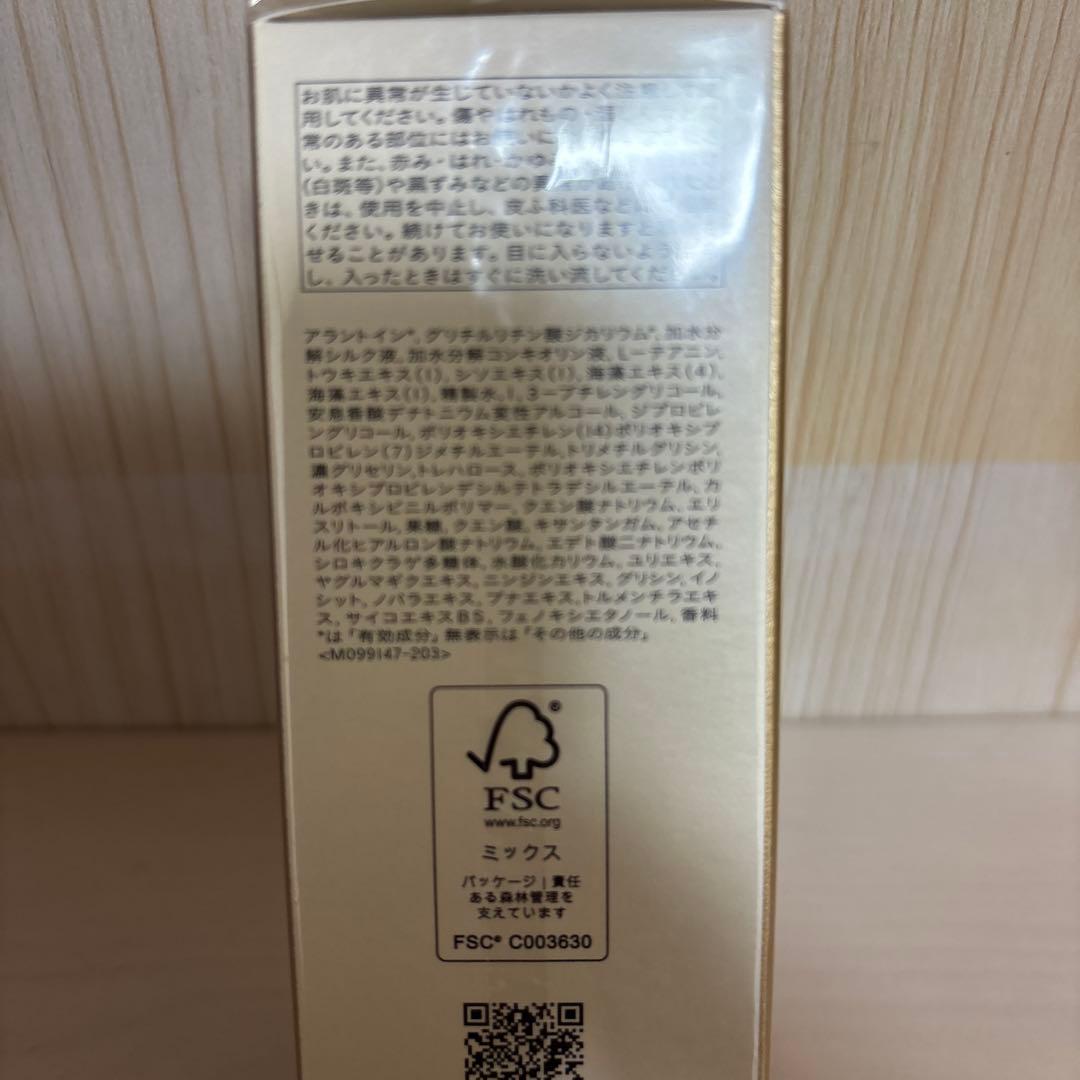 お肌に異常が生じていないかよく注意して
用してください。傷やはれもの・
常のある部位にはお
い。また、赤み・はれ・かゆ
(白斑等)や黒ずみなどの
きは、使用を中止し、皮ふ科医など
ください。続けてお使いになりますと
せることがあります。目に入らないよう
し、入ったときはすぐに洗い流してください。
アラントイン*、グリチルリチン酸ジカリウム*、加水分
解シルク液、加水分解コンキオリン液、L-テアニン、
トウキエキス(1)、シソエキス(1)、海藻エキス(4)、
海藻エキス(1)、精製水、1,3-ブチレングリコール、
安息香酸デナトニウム変性アルコール、ジプロピレ
ングリコール、ポリオキシエチレン(14)ポリオキシプ
ロピレン(7)ジメチルエーテル、トリメチルグリシン、
濃グリセリン、トレハロース、ポリオキシエチレンポリ
オキシプロピレンデシルテトラデシルエーテル、カ
ルボキシビニルポリマー、クエン酸ナトリウム、エリ
スリトール、果糖、クエン酸、キサンタンガム、アセチ
ル化ヒアルロン酸ナトリウム、エデト酸二ナトリウム、
シロキクラゲ多糖体、水酸化カリウム、ユリエキス、
ヤグルマギクエキス、ニンジンエキス、グリシン、イノ
シット、ノバラエキス、ブナエキス、トルメンチラエキ
ス、サイコエキスBS、フェノキシエタノール、香料
*は「有効成分」無表示は「その他の成分」
<M099147-203>
FSC®
www.fsc.org
ミックス
パッケージ|責任
ある森林管理を
支えています
FSC® C003630